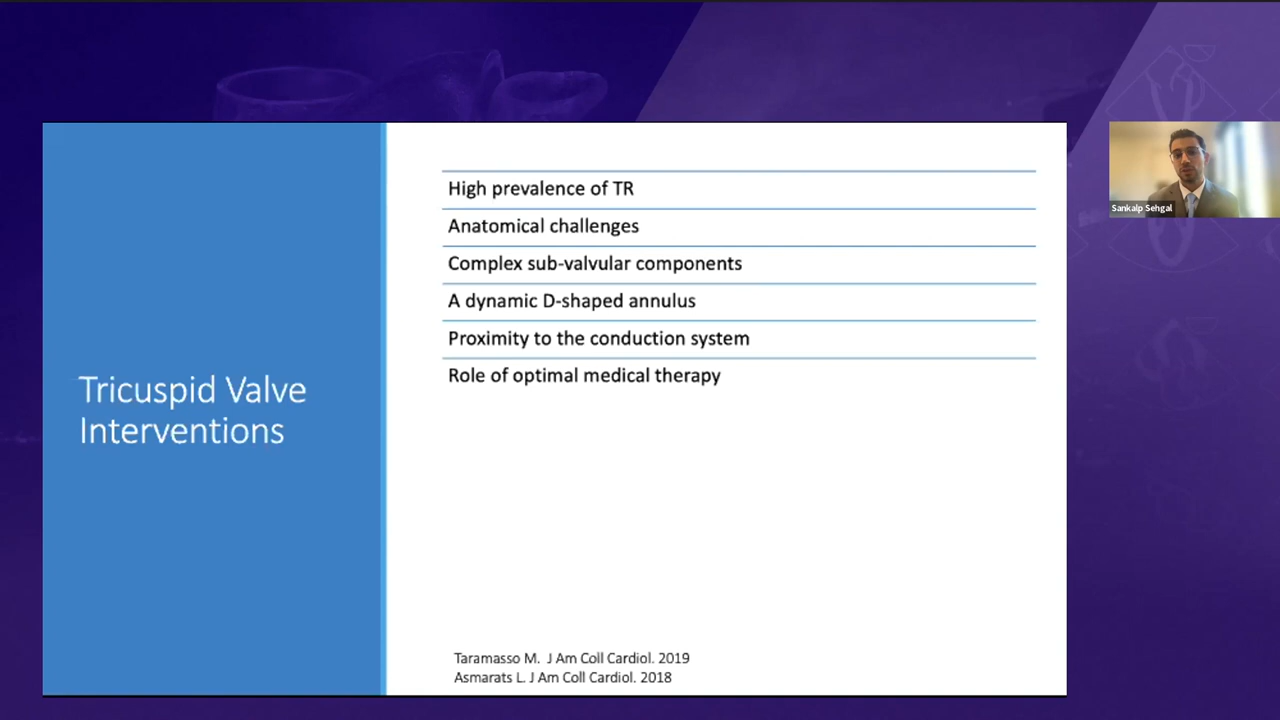 Tricuspid Valve
Interventions
High prevalence of TR
Anatomical challenges
Complex sub-valvular components
A dynamic D-shaped annulus
Proximity to the conduction system
Role of optimal medical therapy
Taramasso M.  J Am Coll Cardiol. 2019
Asmarats L. J Am Coll Cardiol. 2018
Sankalp Sehgal